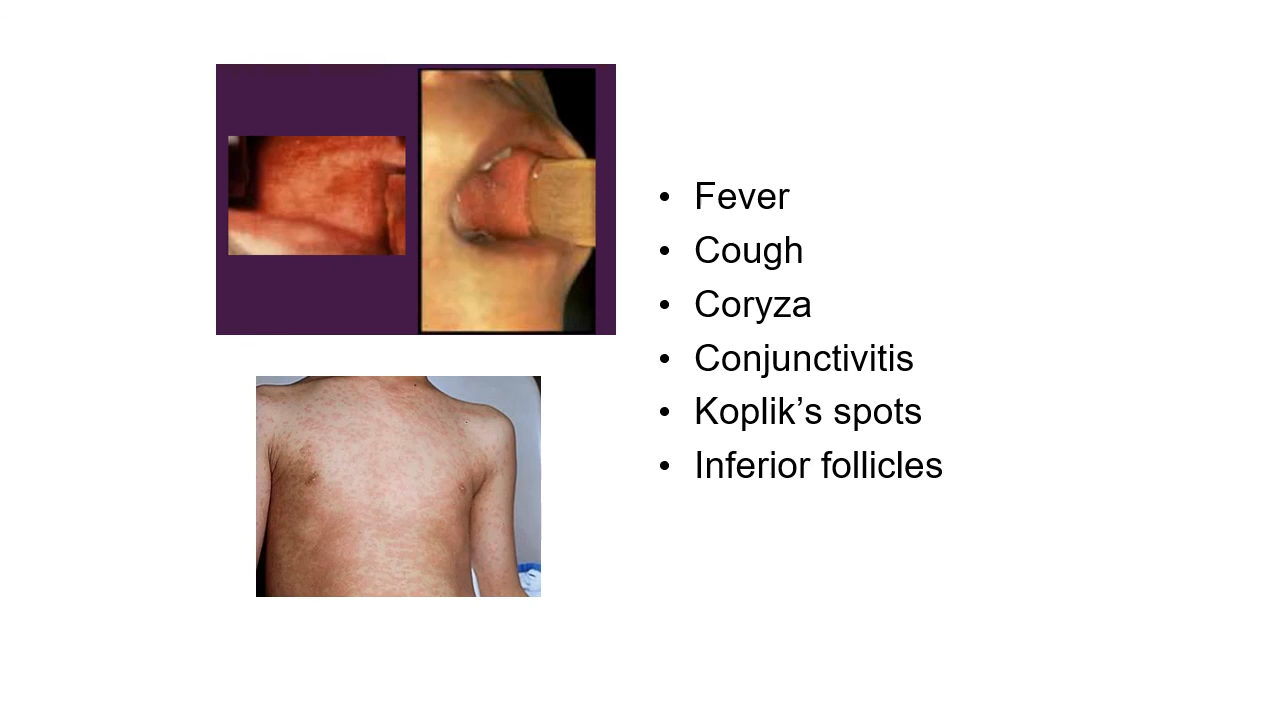 • Fever
• Cough
• Coryza
• Conjunctivitis
• Koplik’s spots
• Inferior follicles